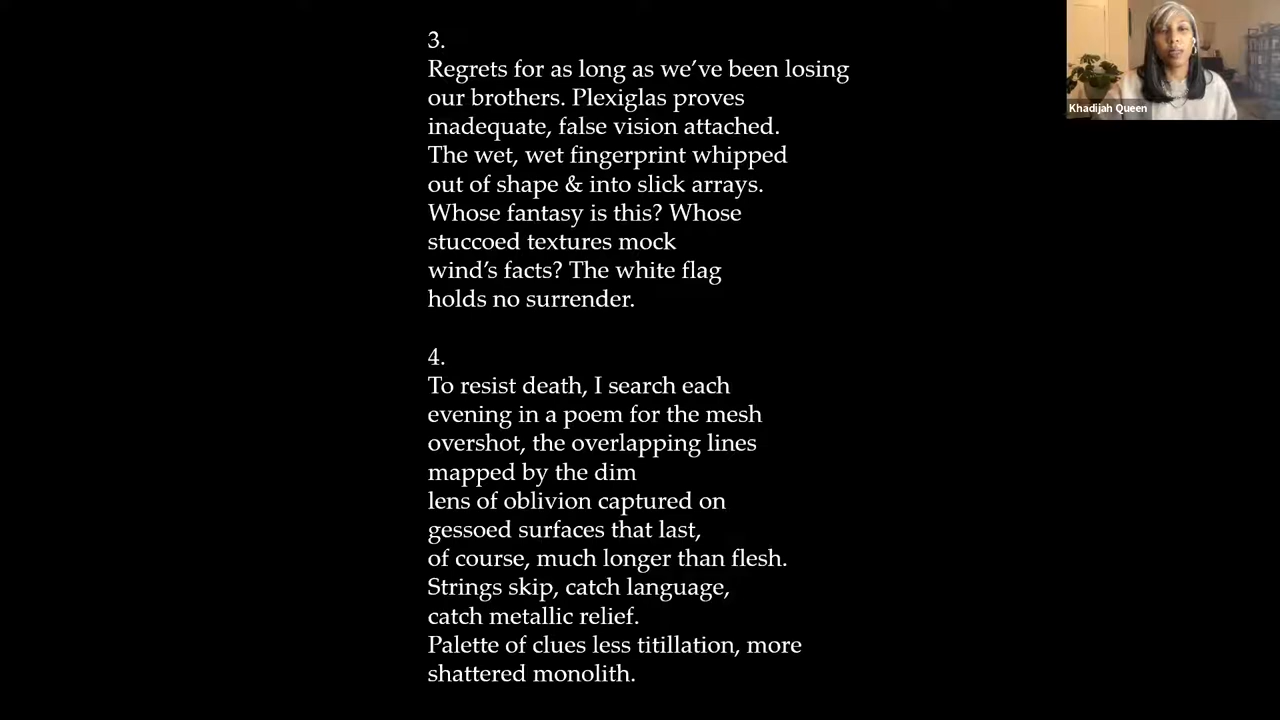 3.
Regrets for as long as we’ve been losing
our brothers. Plexiglas proves
inadequate, false vision attached.
The wet, wet fingerprint whipped
out of shape & into slick arrays.
Whose fantasy is this? Whose
stuccoed textures mock
wind’s facts? The white flag
holds no surrender.
4.
To resist death, I search each
evening in a poem for the mesh
overshot, the overlapping lines
mapped by the dim
lens of oblivion captured on
gessoed surfaces that last,
of course, much longer than flesh.
Strings skip, catch language,
catch metallic relief.
Palette of clues less titillation, more
shattered monolith.
Khadijah Queen